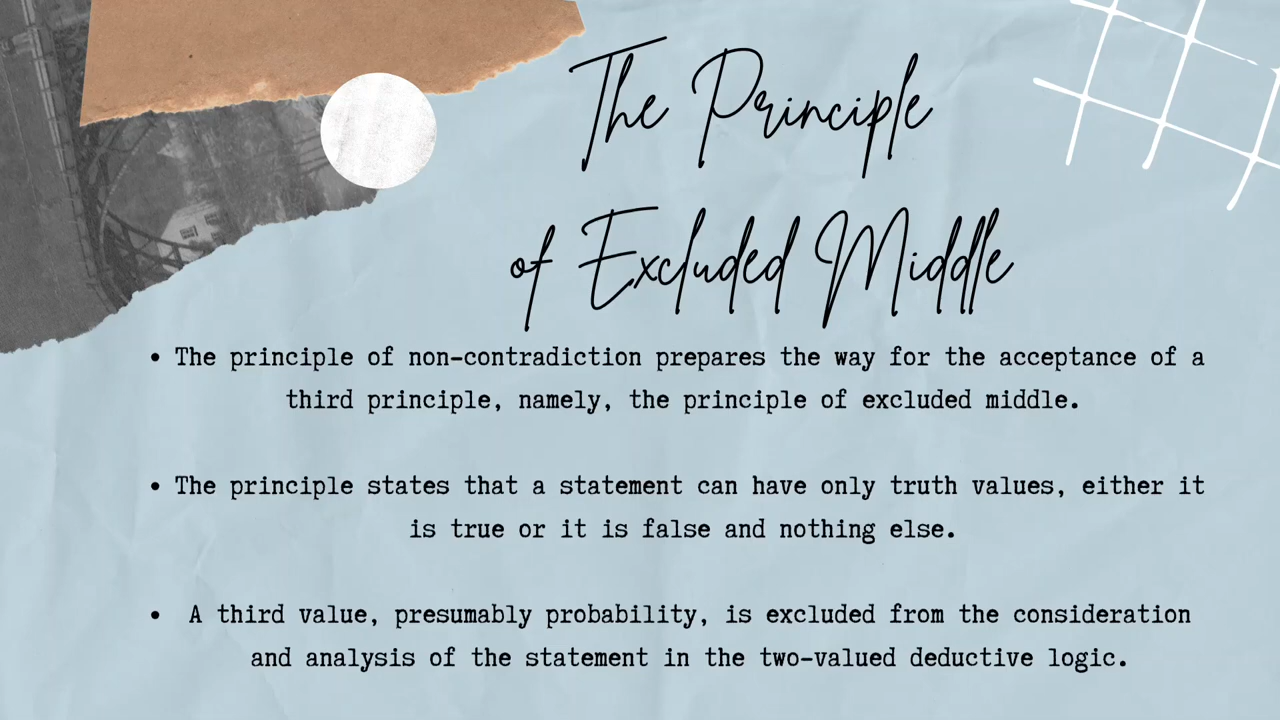 The Principle
of Excluded Middle
• The principle of non-contradiction prepares the way for the acceptance of a
third principle, namely, the principle of excluded middle.
• The principle states that a statement can have only truth values, either it
is true or it is false and nothing else.
• A third value, presumably probability, is excluded from the consideration
and analysis of the statement in the two-valued deductive logic.